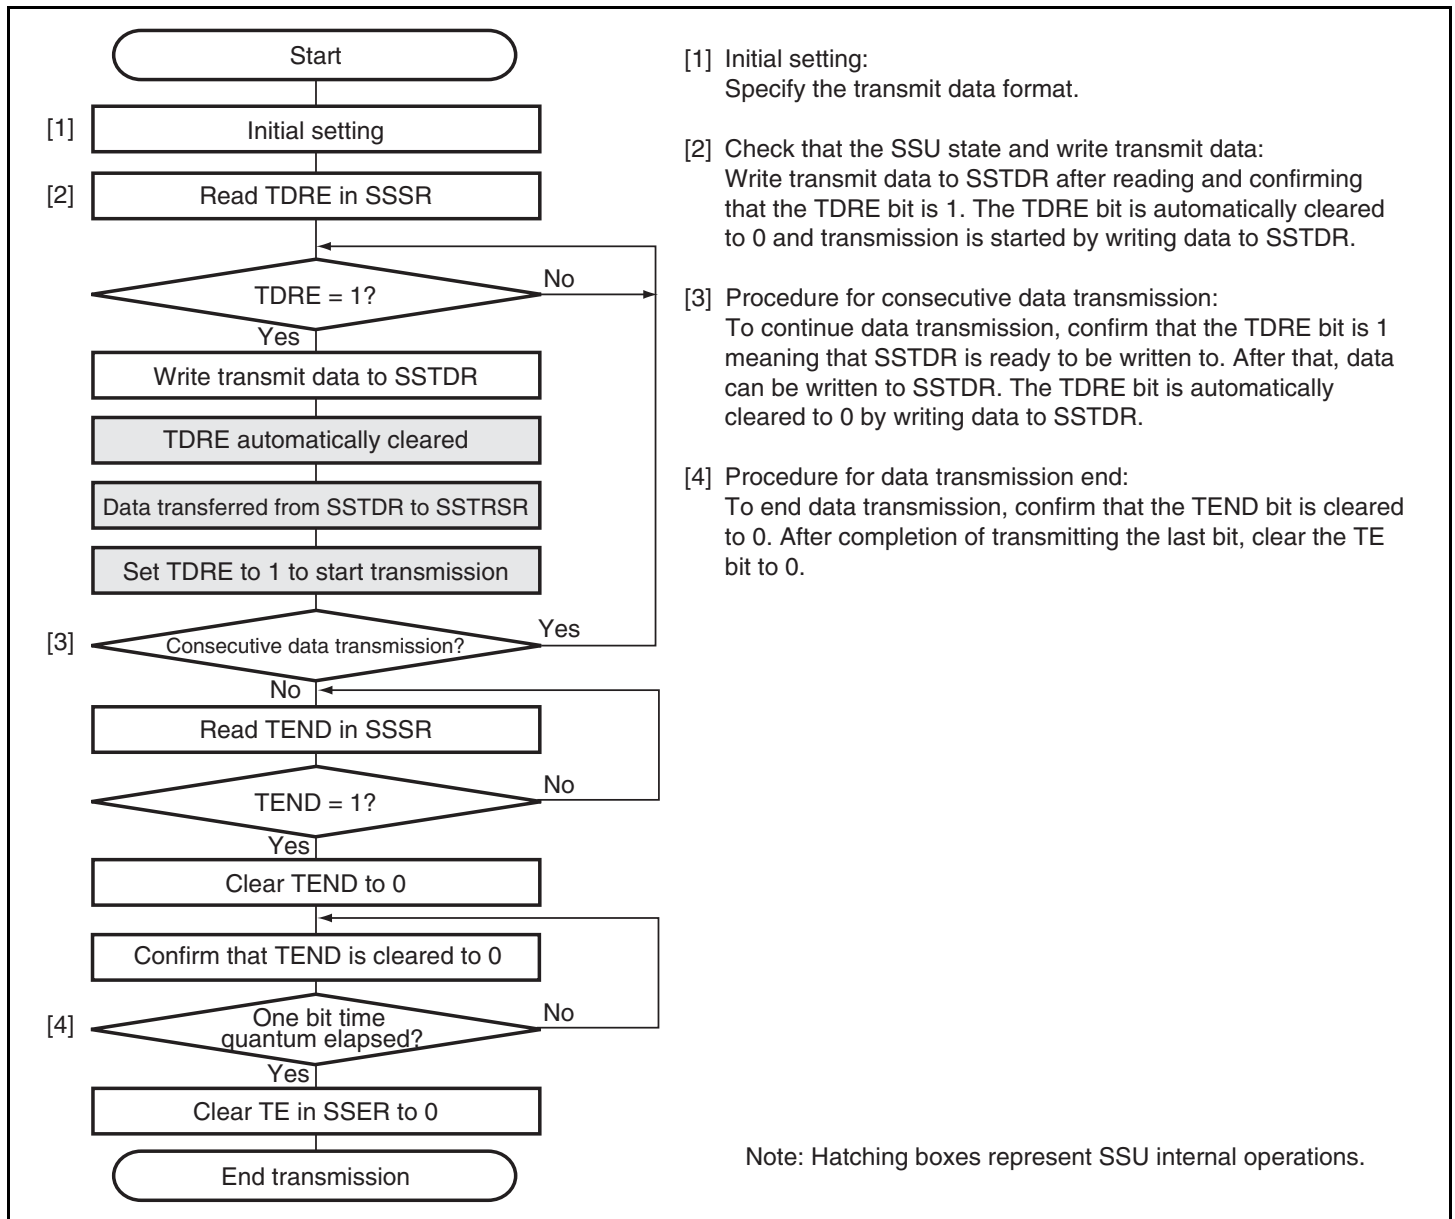 Start
[1] Initial setting
[2] Read TDRE in SSSR
TDRE = 1?
No
Yes
Write transmit data to SSTDR
TDRE automatically cleared
Data transferred from SSTDR to SSTRSR
Set TDRE to 1 to start transmission
[3] Consecutive data transmission?
Yes
No
Read TEND in SSSR
TEND = 1?
No
Yes
Clear TEND to 0
Confirm that TEND is cleared to 0
[4] One bit time
quantum elapsed?
No
Yes
Clear TE in SSER to 0
End transmission
[1] Initial setting:
Specify the transmit data format.
[2] Check that the SSU state and write transmit data:
Write transmit data to SSTDR after reading and confirming
that the TDRE bit is 1. The TDRE bit is automatically cleared
to 0 and transmission is started by writing data to SSTDR.
[3] Procedure for consecutive data transmission:
To continue data transmission, confirm that the TDRE bit is 1
meaning that SSTDR is ready to be written to. After that, data
can be written to SSTDR. The TDRE bit is automatically
cleared to 0 by writing data to SSTDR.
[4] Procedure for data transmission end:
To end data transmission, confirm that the TEND bit is cleared
to 0. After completion of transmitting the last bit, clear the TE
bit to 0.
Note: Hatching boxes represent SSU internal operations.